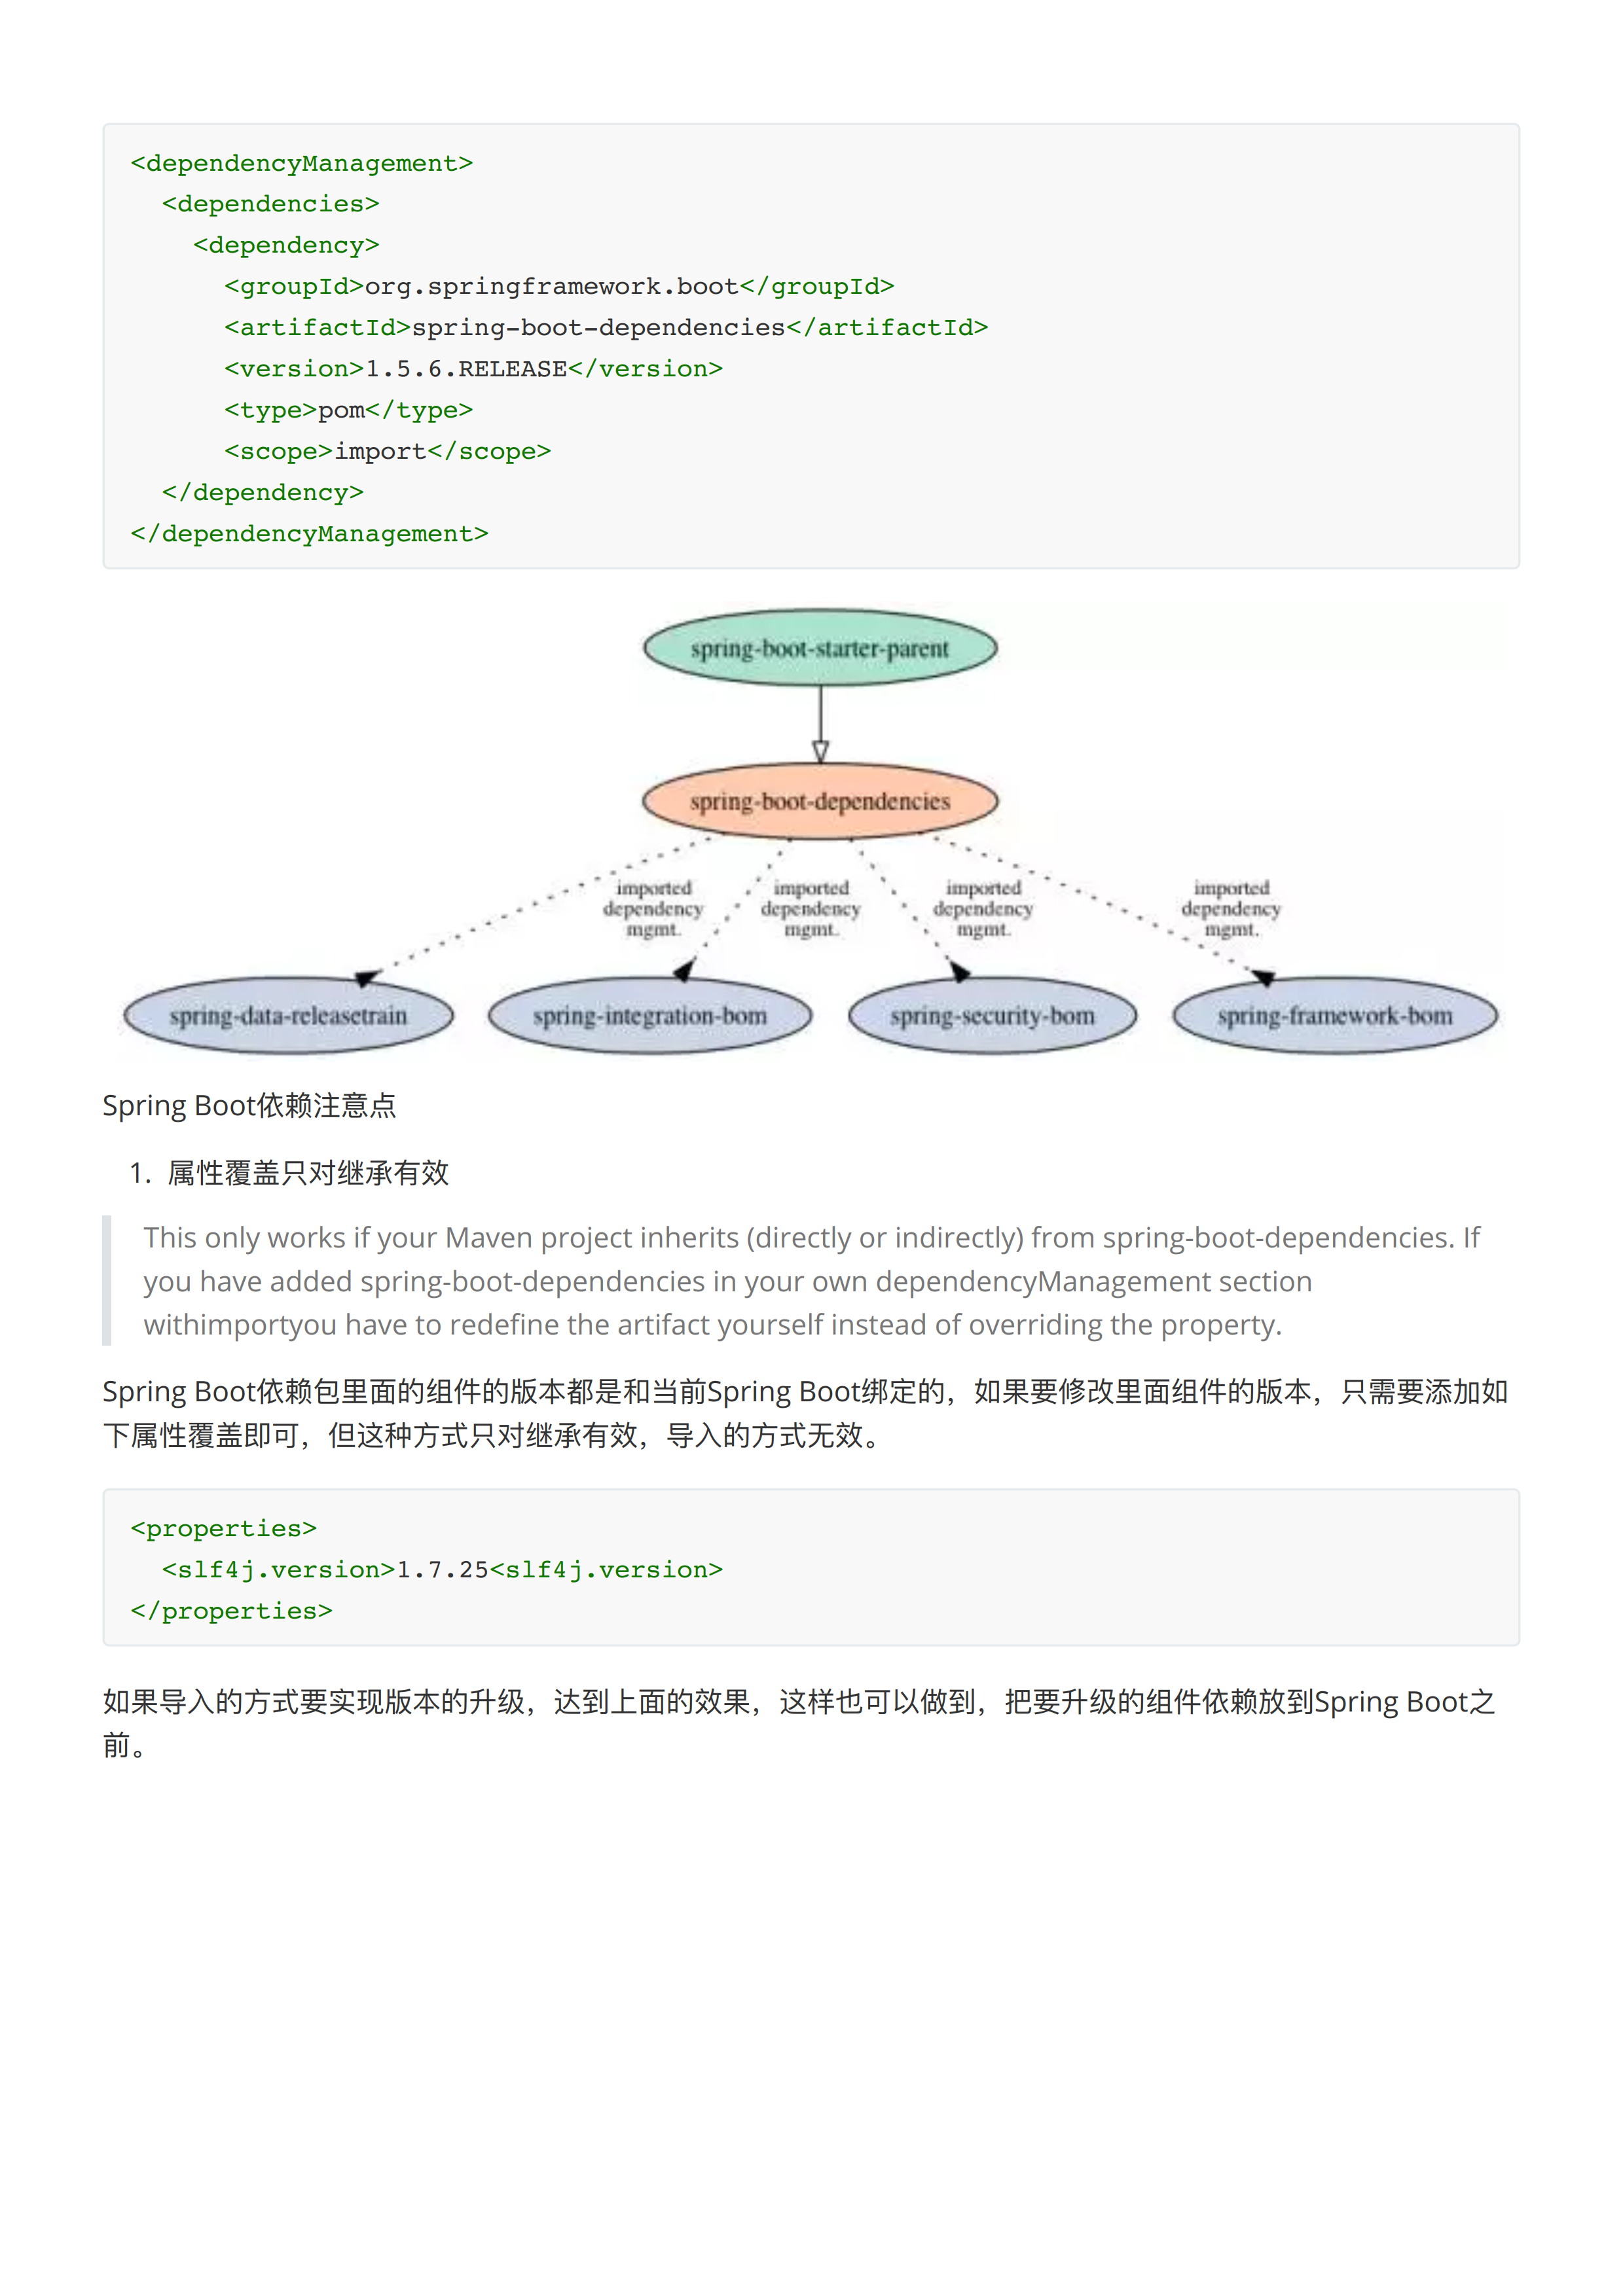 <dependencyManagement>
  <dependencies>
    <dependency>
      <groupId>org.springframework.boot</groupId>
      <artifactId>spring-boot-dependencies</artifactId>
      <version>1.5.6.RELEASE</version>
      <type>pom</type>
      <scope>import</scope>
  </dependency>
</dependencyManagement>
spring-boot-starter-parent
spring-boot-dependencies
imported
dependency
mgmt.
imported
dependency
mgmt.
imported
dependency
mgmt.
imported
dependency
mgmt.
spring-data-releasetrain
spring-integration-bom
spring-security-bom
spring-framework-bom
Spring Boot依赖注意点
1. 属性覆盖只对继承有效
This only works if your Maven project inherits (directly or indirectly) from spring-boot-dependencies. If
you have added spring-boot-dependencies in your own dependencyManagement section
withimportyou have to redefine the artifact yourself instead of overriding the property.
Spring Boot依赖包里面的组件的版本都是和当前Spring Boot绑定的，如果要修改里面组件的版本，只需要添加如
下属性覆盖即可，但这种方式只对继承有效，导入的方式无效。
<properties>
  <slf4j.version>1.7.25<slf4j.version>
</properties>
如果导入的方式要实现版本的升级，达到上面的效果，这样也可以做到，把要升级的组件依赖放到Spring Boot之
前。